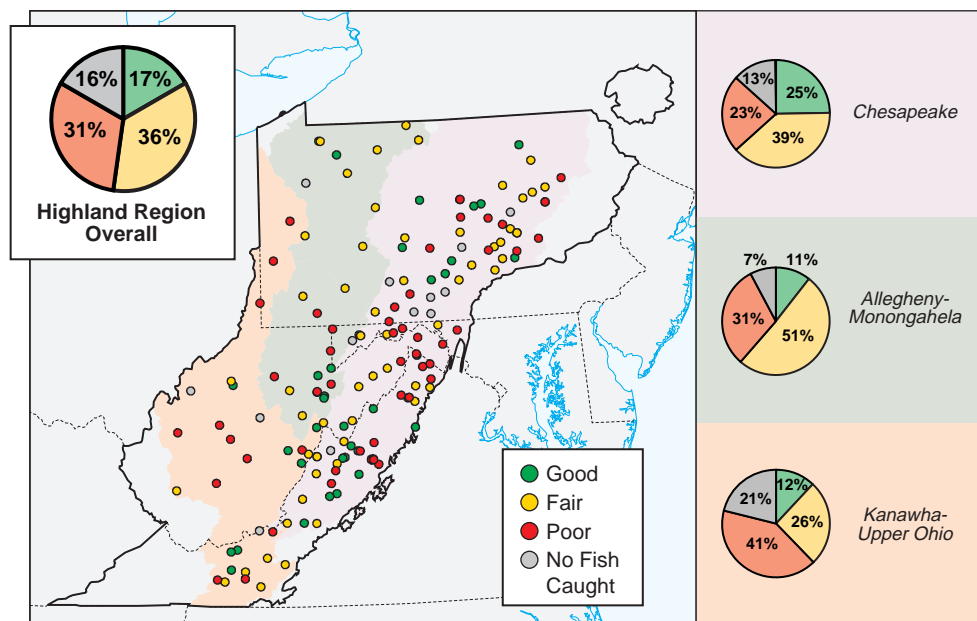 16%
17%
31%
36%
Highland Region
Overall
13%
25%
23%
39%
Chesapeake
7%
11%
31%
51%
Allegheny-
Monongahela
21%
12%
26%
41%
Kanawha-
Upper Ohio
Good
Fair
Poor
No Fish
Caught